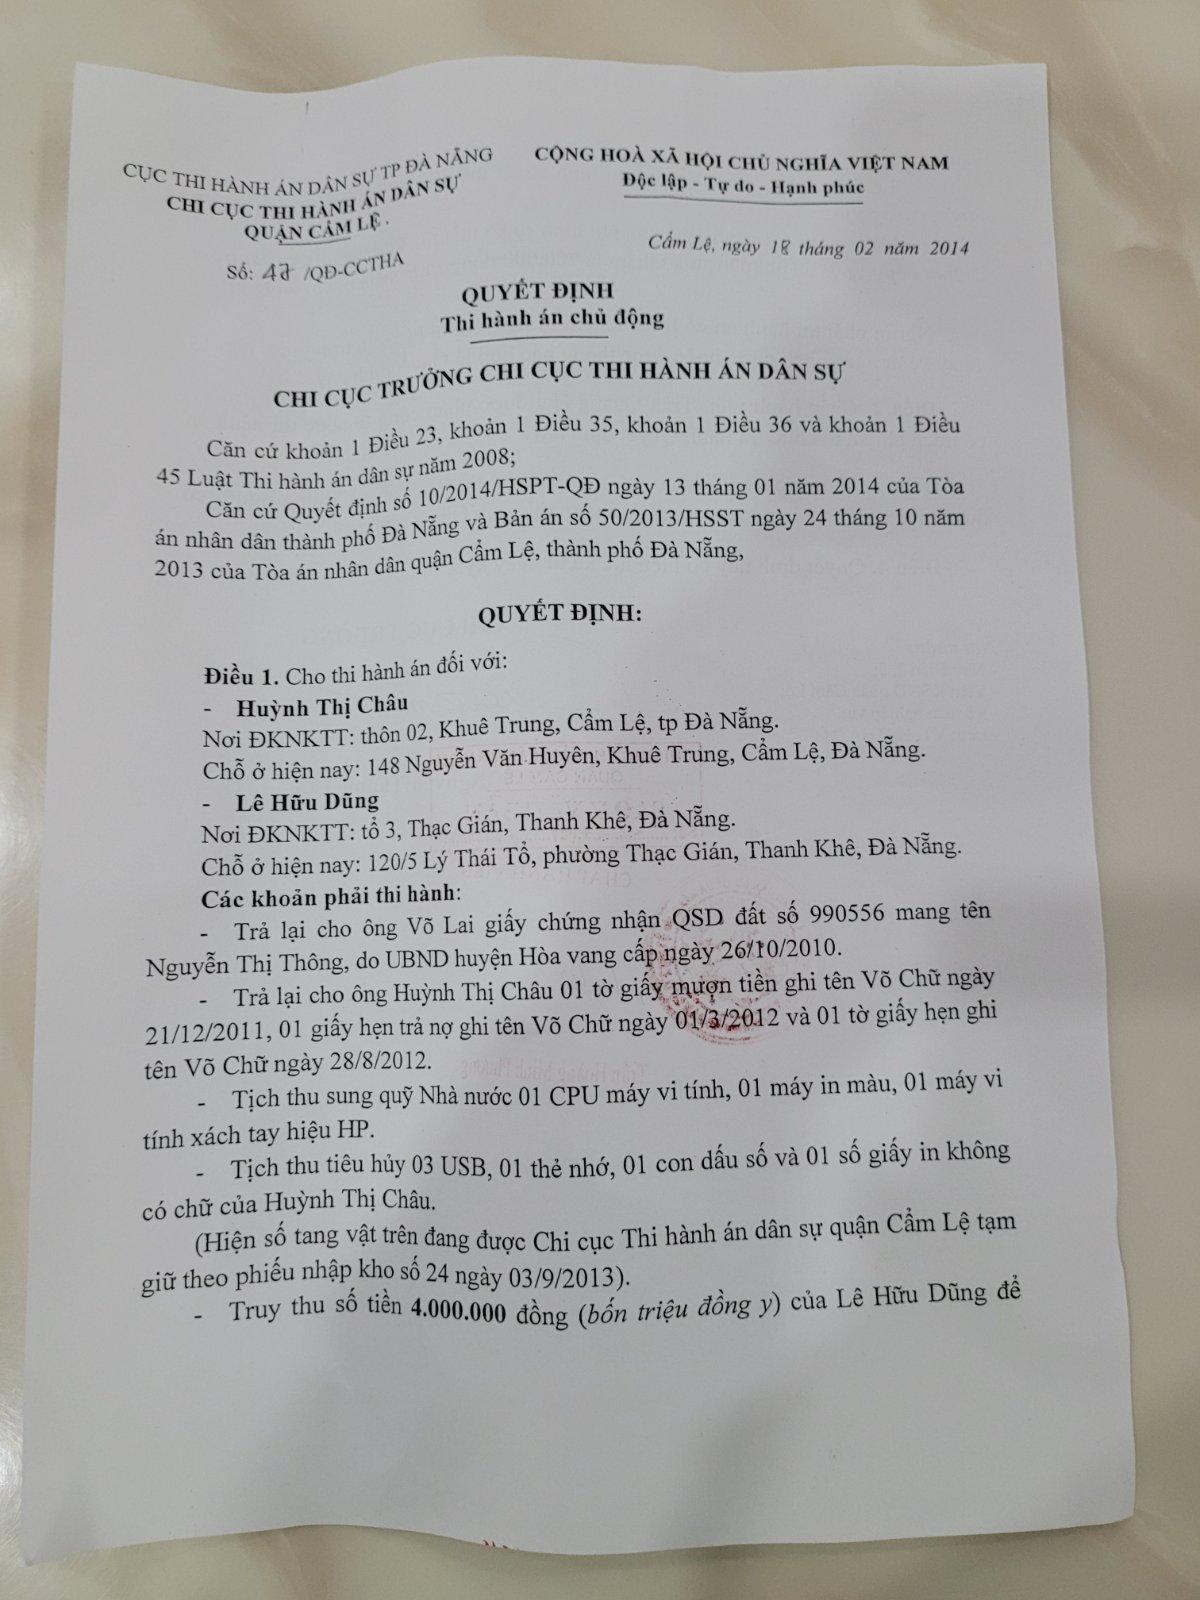 CỤC THI HÀNH ÁN DÂN SỰ TP ĐÀ NẴNG
CHI CỤC THI HÀNH ÁN DÂN SỰ
QUẬN CẨM LỆ.
Số: /QĐ-CCTHA
CỘNG HOÀ XÃ HỘI CHỦ NGHĨA VIỆT NAM
Độc lập - Tự do - Hạnh phúc
Cẩm Lệ, ngày 18 tháng 02 năm 2014
QUYẾT ĐỊNH
Thi hành án chủ động
CHI CỤC TRƯỞNG CHI CỤC THI HÀNH ÁN DÂN SỰ
Căn cứ khoản 1 Điều 23, khoản 1 Điều 35, khoản 1 Điều 36 và khoản 1 Điều
45 Luật Thi hành án dân sự năm 2008;
Căn cứ Quyết định số 10/2014/HSPT-QĐ ngày 13 tháng 01 năm 2014 của Tòa
án nhân dân thành phố Đà Nẵng và Bản án số 50/2013/HSST ngày 24 tháng 10 năm
2013 của Tòa án nhân dân quận Cẩm Lệ, thành phố Đà Nẵng,
QUYẾT ĐỊNH:
Điều 1. Cho thi hành án đối với:
- Huỳnh Thị Châu
Nơi ĐKNKTT: thôn 02, Khuê Trung, Cẩm Lệ, tp Đà Nẵng.
Chỗ ở hiện nay: 148 Nguyễn Văn Huyên, Khuê Trung, Cẩm Lệ, Đà Nẵng.
- Lê Hữu Dũng
Nơi ĐKNKTT: tổ 3, Thạc Gián, Thanh Khê, Đà Nẵng.
Chỗ ở hiện nay: 120/5 Lý Thái Tổ, phường Thạc Gián, Thanh Khê, Đà Nẵng.
Các khoản phải thi hành:
- Trả lại cho ông Võ Lai giấy chứng nhận QSD đất số 990556 mang tên
Nguyễn Thị Thông, do UBND huyện Hòa vang cấp ngày 26/10/2010.
- Trả lại cho ông Huỳnh Thị Châu 01 tờ giấy mượn tiền ghi tên Võ Chữ ngày
21/12/2011, 01 giấy hẹn trả nợ ghi tên Võ Chữ ngày 01/3/2012 và 01 tờ giấy hẹn ghi
tên Võ Chữ ngày 28/8/2012.
- Tịch thu sung quỹ Nhà nước 01 CPU máy vi tính, 01 máy in màu, 01 máy vi
tính xách tay hiệu HP.
- Tịch thu tiêu hủy 03 USB, 01 thẻ nhớ, 01 con dấu số và 01 số giấy in không
có chữ của Huỳnh Thị Châu.
(Hiện số tang vật trên đang được Chi cục Thi hành án dân sự quận Cẩm Lệ tạm
giữ theo phiếu nhập kho số 24 ngày 03/9/2013).
- Truy thu số tiền 4.000.000 đồng (bốn triệu đồng y) của Lê Hữu Dũng để